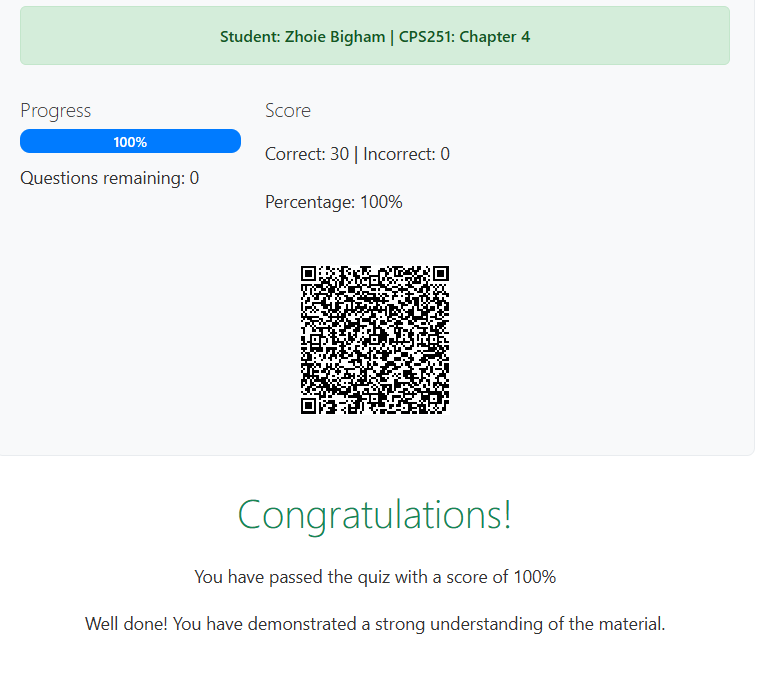 Student: Zhoie Bigham | CPS251: Chapter 4
Progress
100%
Questions remaining: 0
Score
Correct: 30 | Incorrect: 0
Percentage: 100%
Congratulations!
You have passed the quiz with a score of 100%
Well done! You have demonstrated a strong understanding of the material.